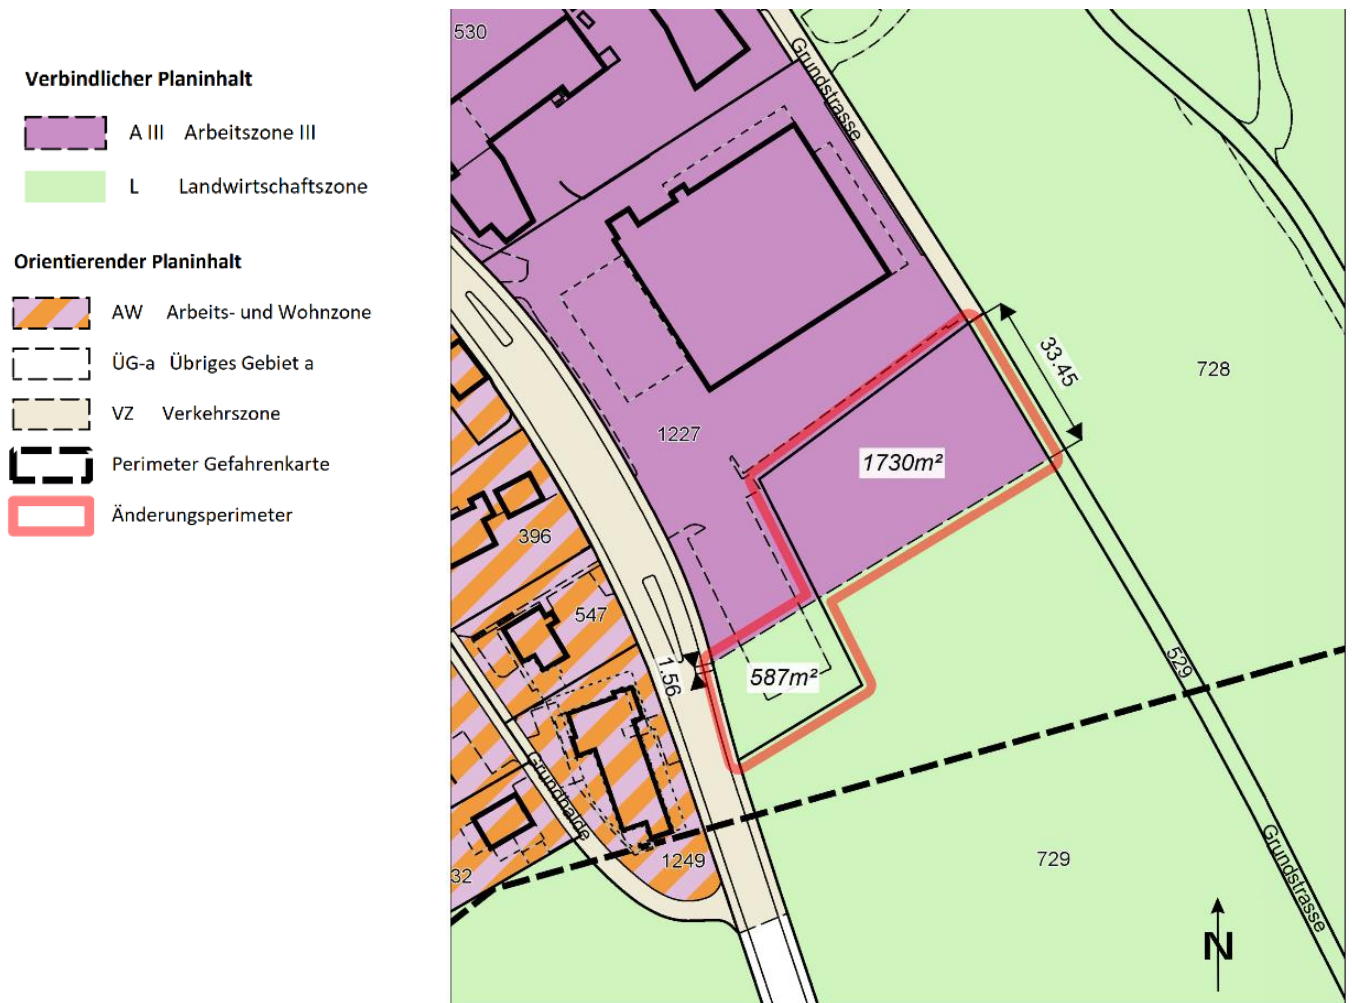 Verbindlicher Planinhalt
A III Arbeitszone III
L Landwirtschaftszone
Orientierender Planinhalt
AW Arbeits- und Wohnzone
ÜG-a Übriges Gebiet a
VZ Verkehrszone
Perimeter Gefahrenkarte
Änderungsperimeter
530
Grundstrasse
33.45
728
1227
1730m²
396
547
1.56
587m²
529
Grundhalde
1249
32
729
Grundstrasse
N